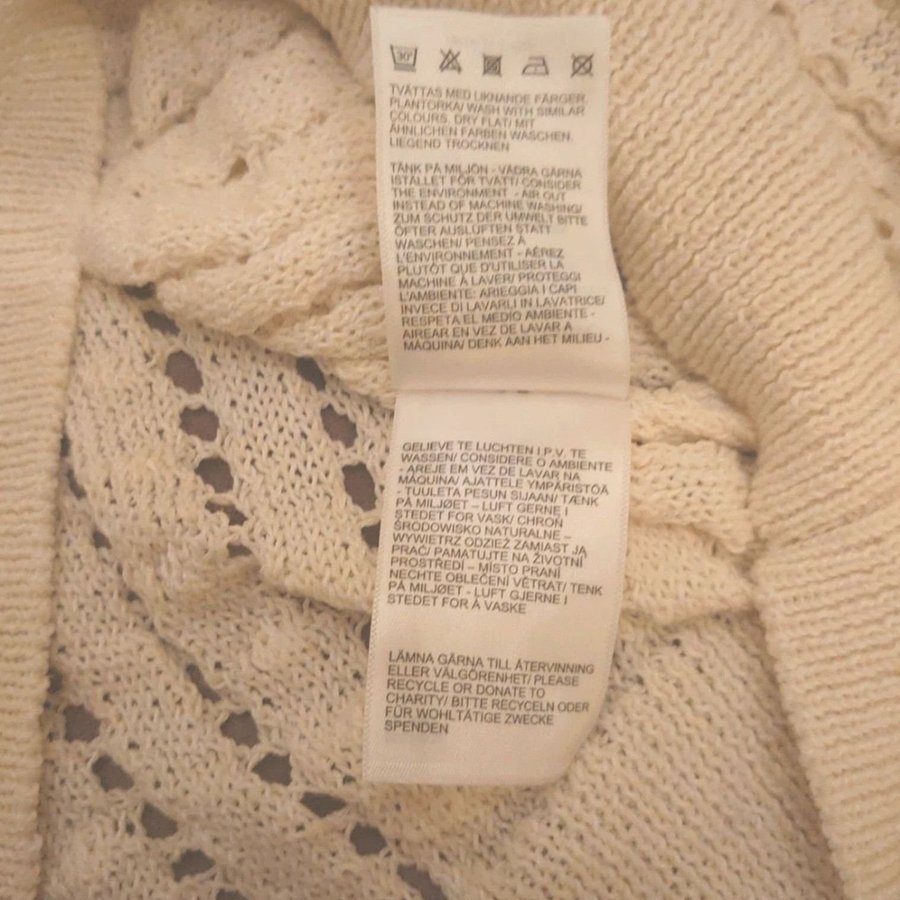 30°
TVÄTTAS MED LIKNANDE FÄRGER.
PLANTORKA/ WASH WITH SIMILAR
COLOURS. DRY FLAT/ MIT
ÄHNLICHEN FARBEN WASCHEN.
LIEGEND TROCKNEN
TÄNK PÅ MILJÖN - VÄDRA GÄRNA
ISTÄLLET FÖR TVÄTT/ CONSIDER
THE ENVIRONMENT - AIR OUT
INSTEAD OF MACHINE WASHING/
ZUM SCHUTZ DER UMWELT BITTE
ÖFTER AUSLÜFTEN STATT
WASCHEN/ PENSEZ À
L'ENVIRONNEMENT - AÉREZ
PLUTÔT QUE D'UTILISER LA
MACHINE À LAVER/ PROTEGGI
L'AMBIENTE: ARIEGGIA I CAPI
INVECE DI LAVARLI IN LAVATRICE/
RESPETA EL MEDIO AMBIENTE -
AIREAR EN VEZ DE LAVAR A
MÁQUINA/ DENK AAN HET MILIEU -
GELIEVE TE LUCHTEN I.P.V. TE
WASSEN/ CONSIDERE O AMBIENTE
- AREJE EM VEZ DE LAVAR NA
MÁQUINA/ AJATTELE YMPÄRISTÖÄ
- TUULETA PESUN SIJAAN/ TÆNK
PÅ MILJØET – LUFT GERNE I
STEDET FOR VASK/ CHROŃ
ŚRODOWISKO NATURALNE –
WYWIETRZ ODZIEŻ ZAMIAST JĄ
PRAĆ/ PAMATUJTE NA ŽIVOTNÍ
PROSTŘEDÍ – MÍSTO PRANÍ
NECHTE OBLEČENÍ VĚTRAT/ TENK
PÅ MILJØET - LUFT GJERNE I
STEDET FOR Å VASKE
LÄMNA GÄRNA TILL ÅTERVINNING
ELLER VÄLGÖRENHET/ PLEASE
RECYCLE OR DONATE TO
CHARITY/ BITTE RECYCELN ODER
FÜR WOHLTÄTIGE ZWECKE
SPENDEN